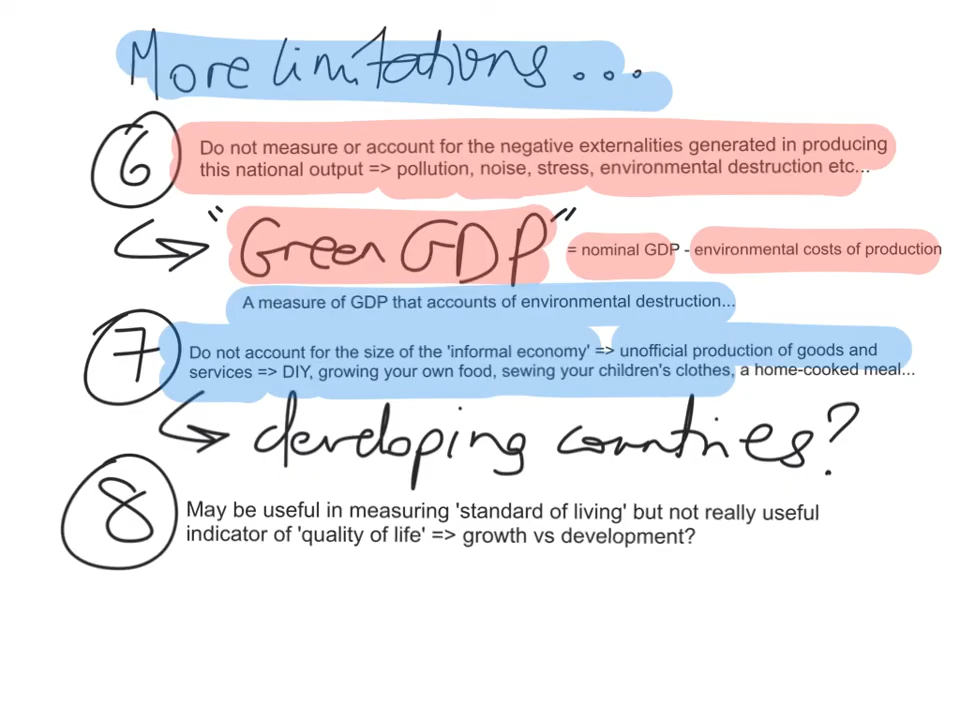 More limitations...
6 Do not measure or account for the negative externalities generated in producing
this national output => pollution, noise, stress, environmental destruction etc...
"Green GDP" = nominal GDP - environmental costs of production
A measure of GDP that accounts of environmental destruction...
7 Do not account for the size of the 'informal economy' => unofficial production of goods and
services => DIY, growing your own food, sewing your children's clothes, a home-cooked meal...
developing countries?
8 May be useful in measuring 'standard of living' but not really useful
indicator of 'quality of life' => growth vs development?